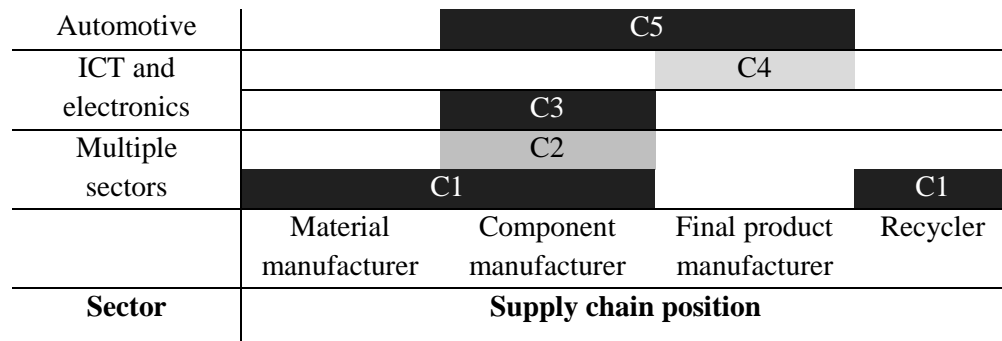 Automotive C5
ICT and C4
electronics C3
Multiple C2
sectors C1 C1
Material Component Final product Recycler
manufacturer manufacturer manufacturer
Sector Supply chain position